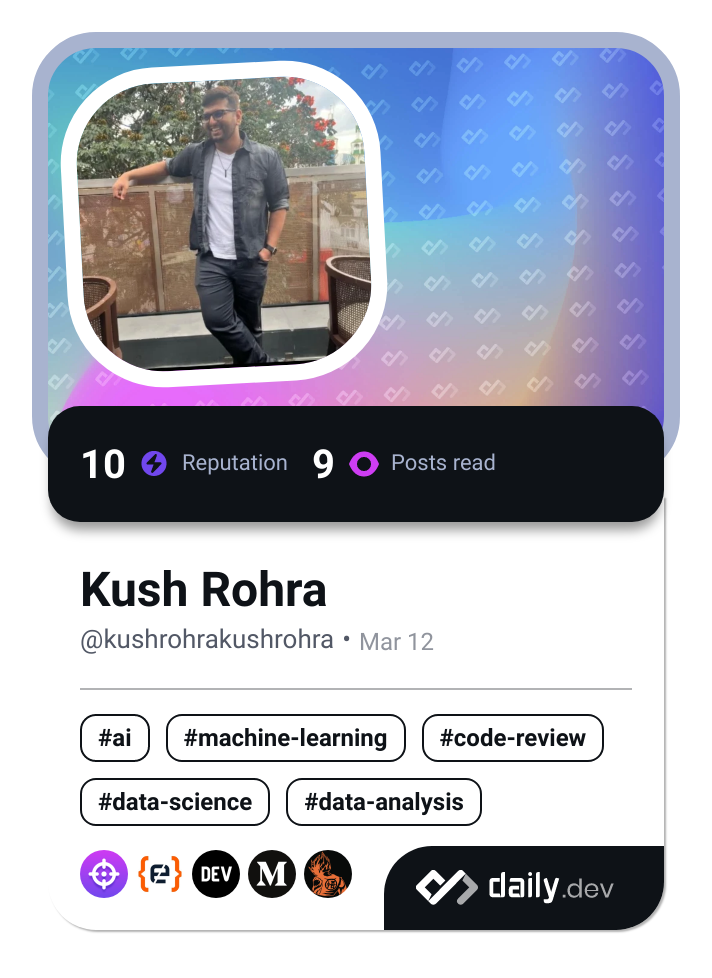 10 Reputation 9 Posts read
Kush Rohra
@kushrohrakushrohra • Mar 12
#ai #machine-learning #code-review
#data-science #data-analysis
DEV M daily.dev